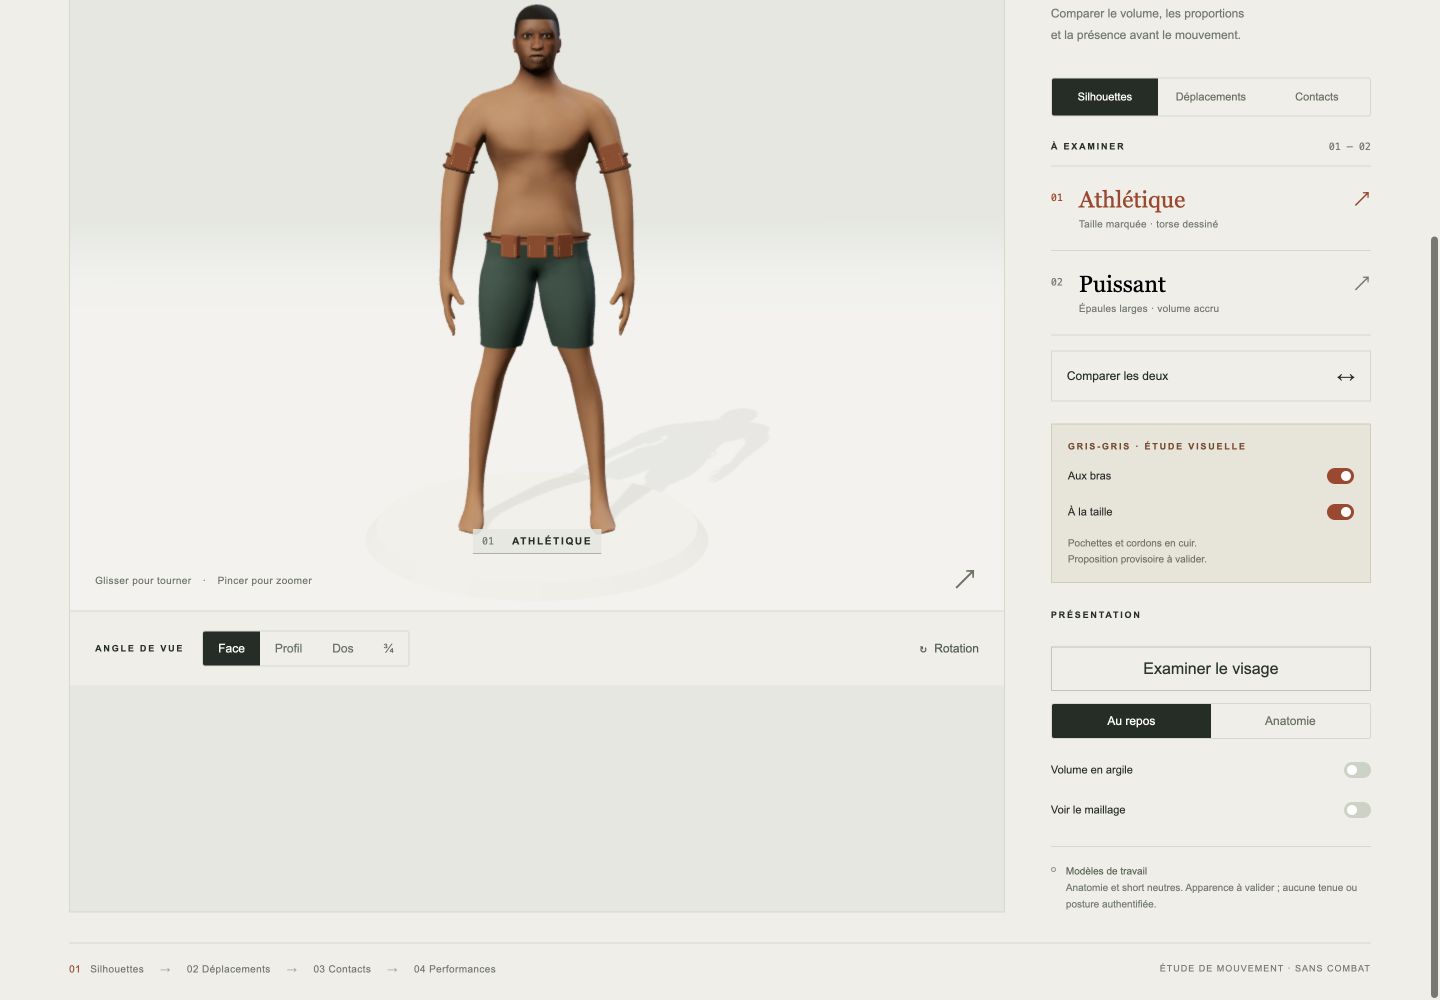 Comparer le volume, les proportions
et la présence avant le mouvement.
Silhouettes
Déplacements
Contacts
À EXAMINER
01 — 02
01
Athlétique
Taille marquée · torse dessiné
02
Puissant
Épaules larges · volume accru
Comparer les deux
GRIS-GRIS · ÉTUDE VISUELLE
Aux bras
À la taille
Pochettes et cordons en cuir.
Proposition provisoire à valider.
PRÉSENTATION
Examiner le visage
Au repos
Anatomie
Volume en argile
Voir le maillage
Modèles de travail
Anatomie et short neutres. Apparence à valider ; aucune tenue ou
posture authentifiée.
01 ATHLÉTIQUE
Glisser pour tourner · Pincer pour zoomer
ANGLE DE VUE
Face
Profil
Dos
¾
Rotation
01 Silhouettes → 02 Déplacements → 03 Contacts → 04 Performances
ÉTUDE DE MOUVEMENT · SANS COMBAT